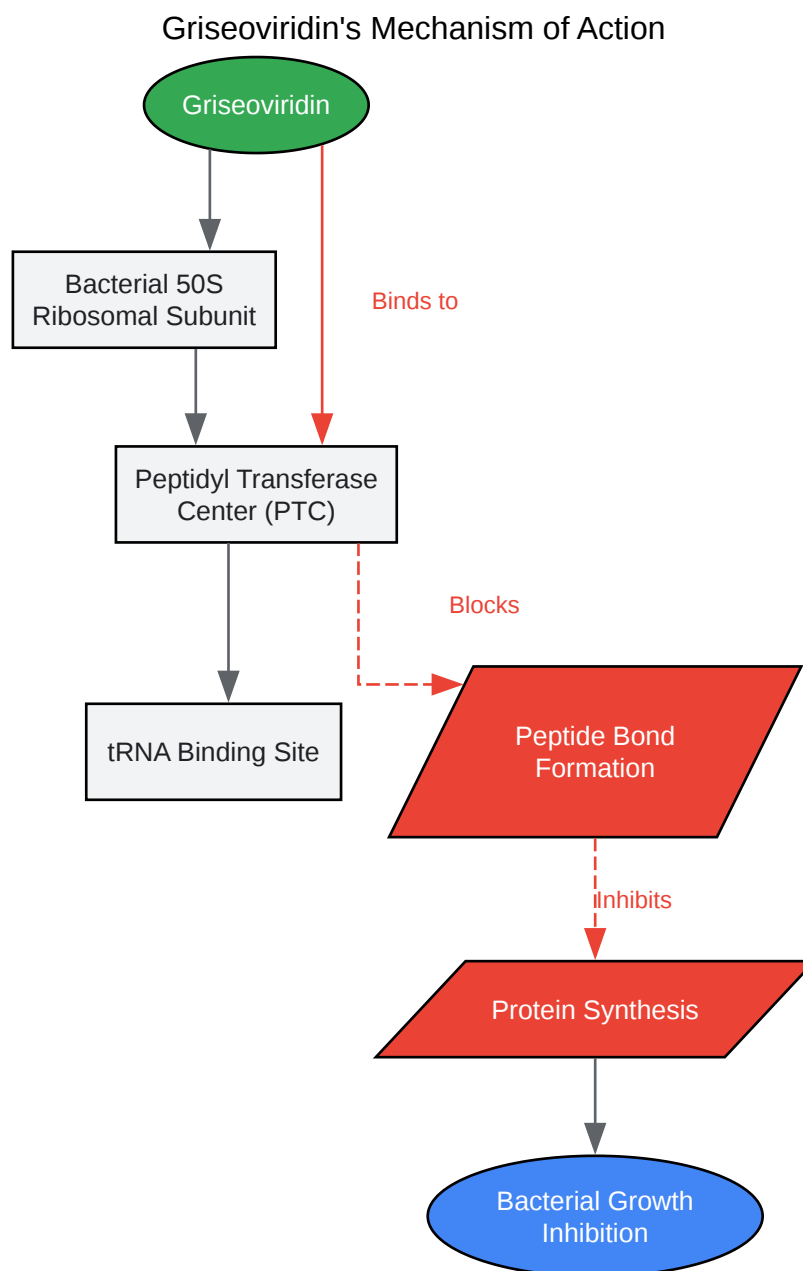 Griseoviridin's Mechanism of Action
Griseoviridin
Bacterial 50S
Ribosomal Subunit
Binds to
Peptidyl Transferase
Center (PTC)
Blocks
tRNA Binding Site
Peptide Bond
Formation
Inhibits
Protein Synthesis
Bacterial Growth
Inhibition